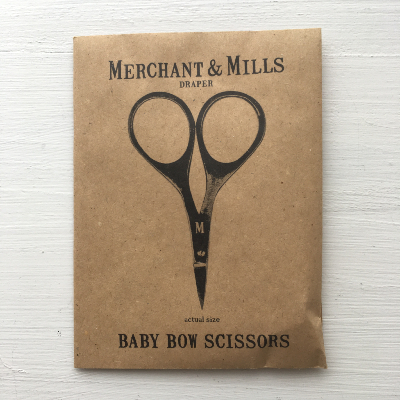 MERCHANT & MILLS
DRAPER
M
actual size
BABY BOW SCISSORS